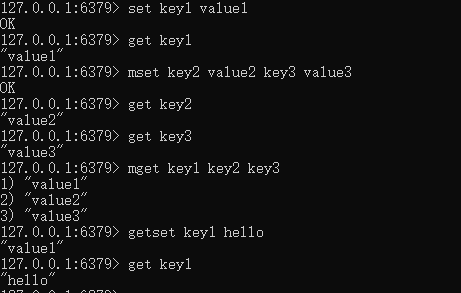 127.0.0.1:6379> set key1 value1
OK
127.0.0.1:6379> get key1
"value1"
127.0.0.1:6379> mset key2 value2 key3 value3
OK
127.0.0.1:6379> get key2
"value2"
127.0.0.1:6379> get key3
"value3"
127.0.0.1:6379> mget key1 key2 key3
1) "value1"
2) "value2"
3) "value3"
127.0.0.1:6379> getset key1 hello
"value1"
127.0.0.1:6379> get key1
"hello"